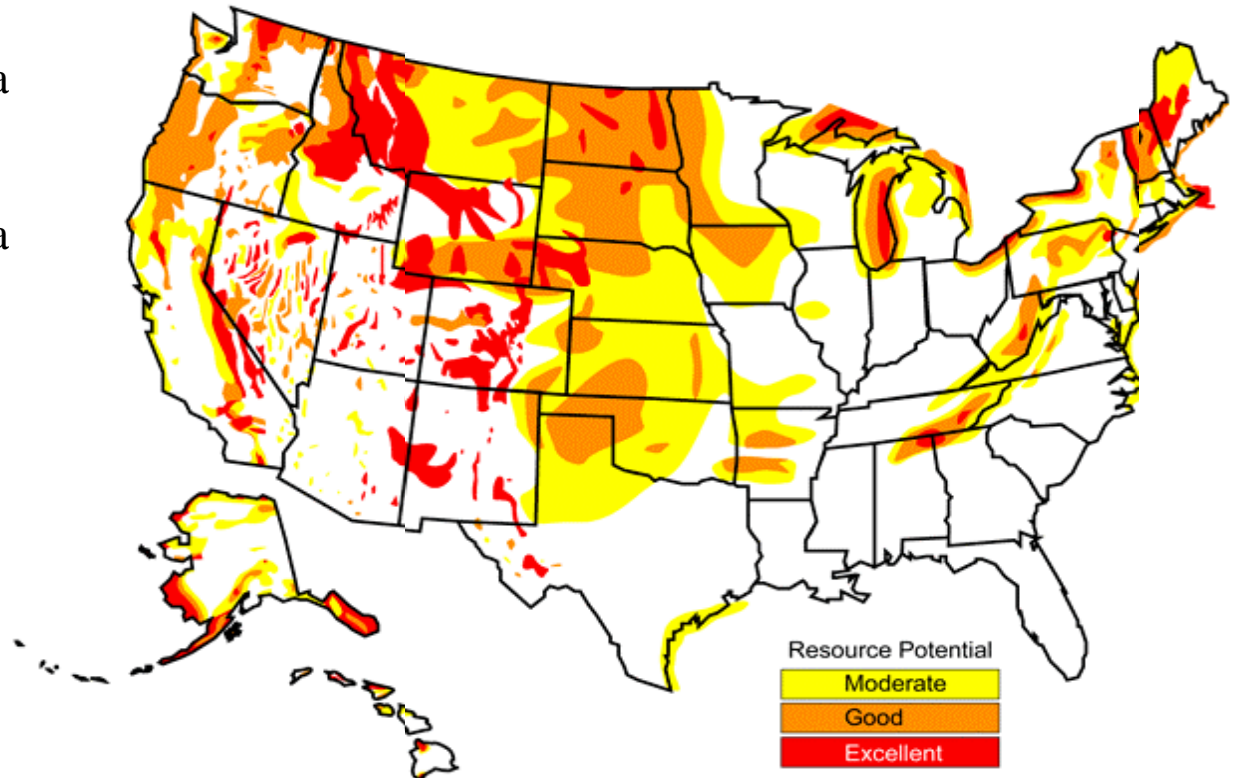 a
a
Resource Potential
Moderate
Good
Excellent